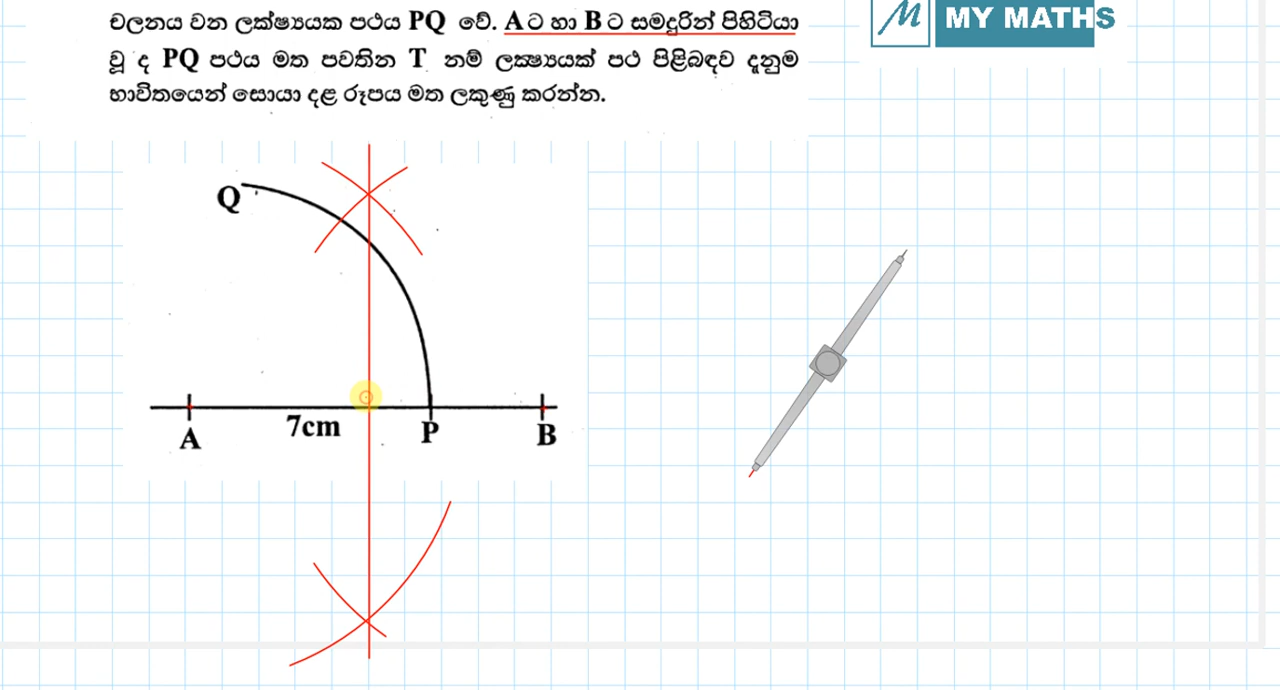 චලනය වන ලක්ෂ්‍යයක පථය PQ වේ. A ට හා B ට සමදුරින් පිහිටියා
M MY MATHS
වූ ද PQ පථය මත පවතින T නම් ලක්‍ෂ්‍යයක් පථ පිළිබඳව දැනුම
භාවිතයෙන් සොයා දළ රූපය මත ලකුණු කරන්න.
Q
7cm
A
P
B